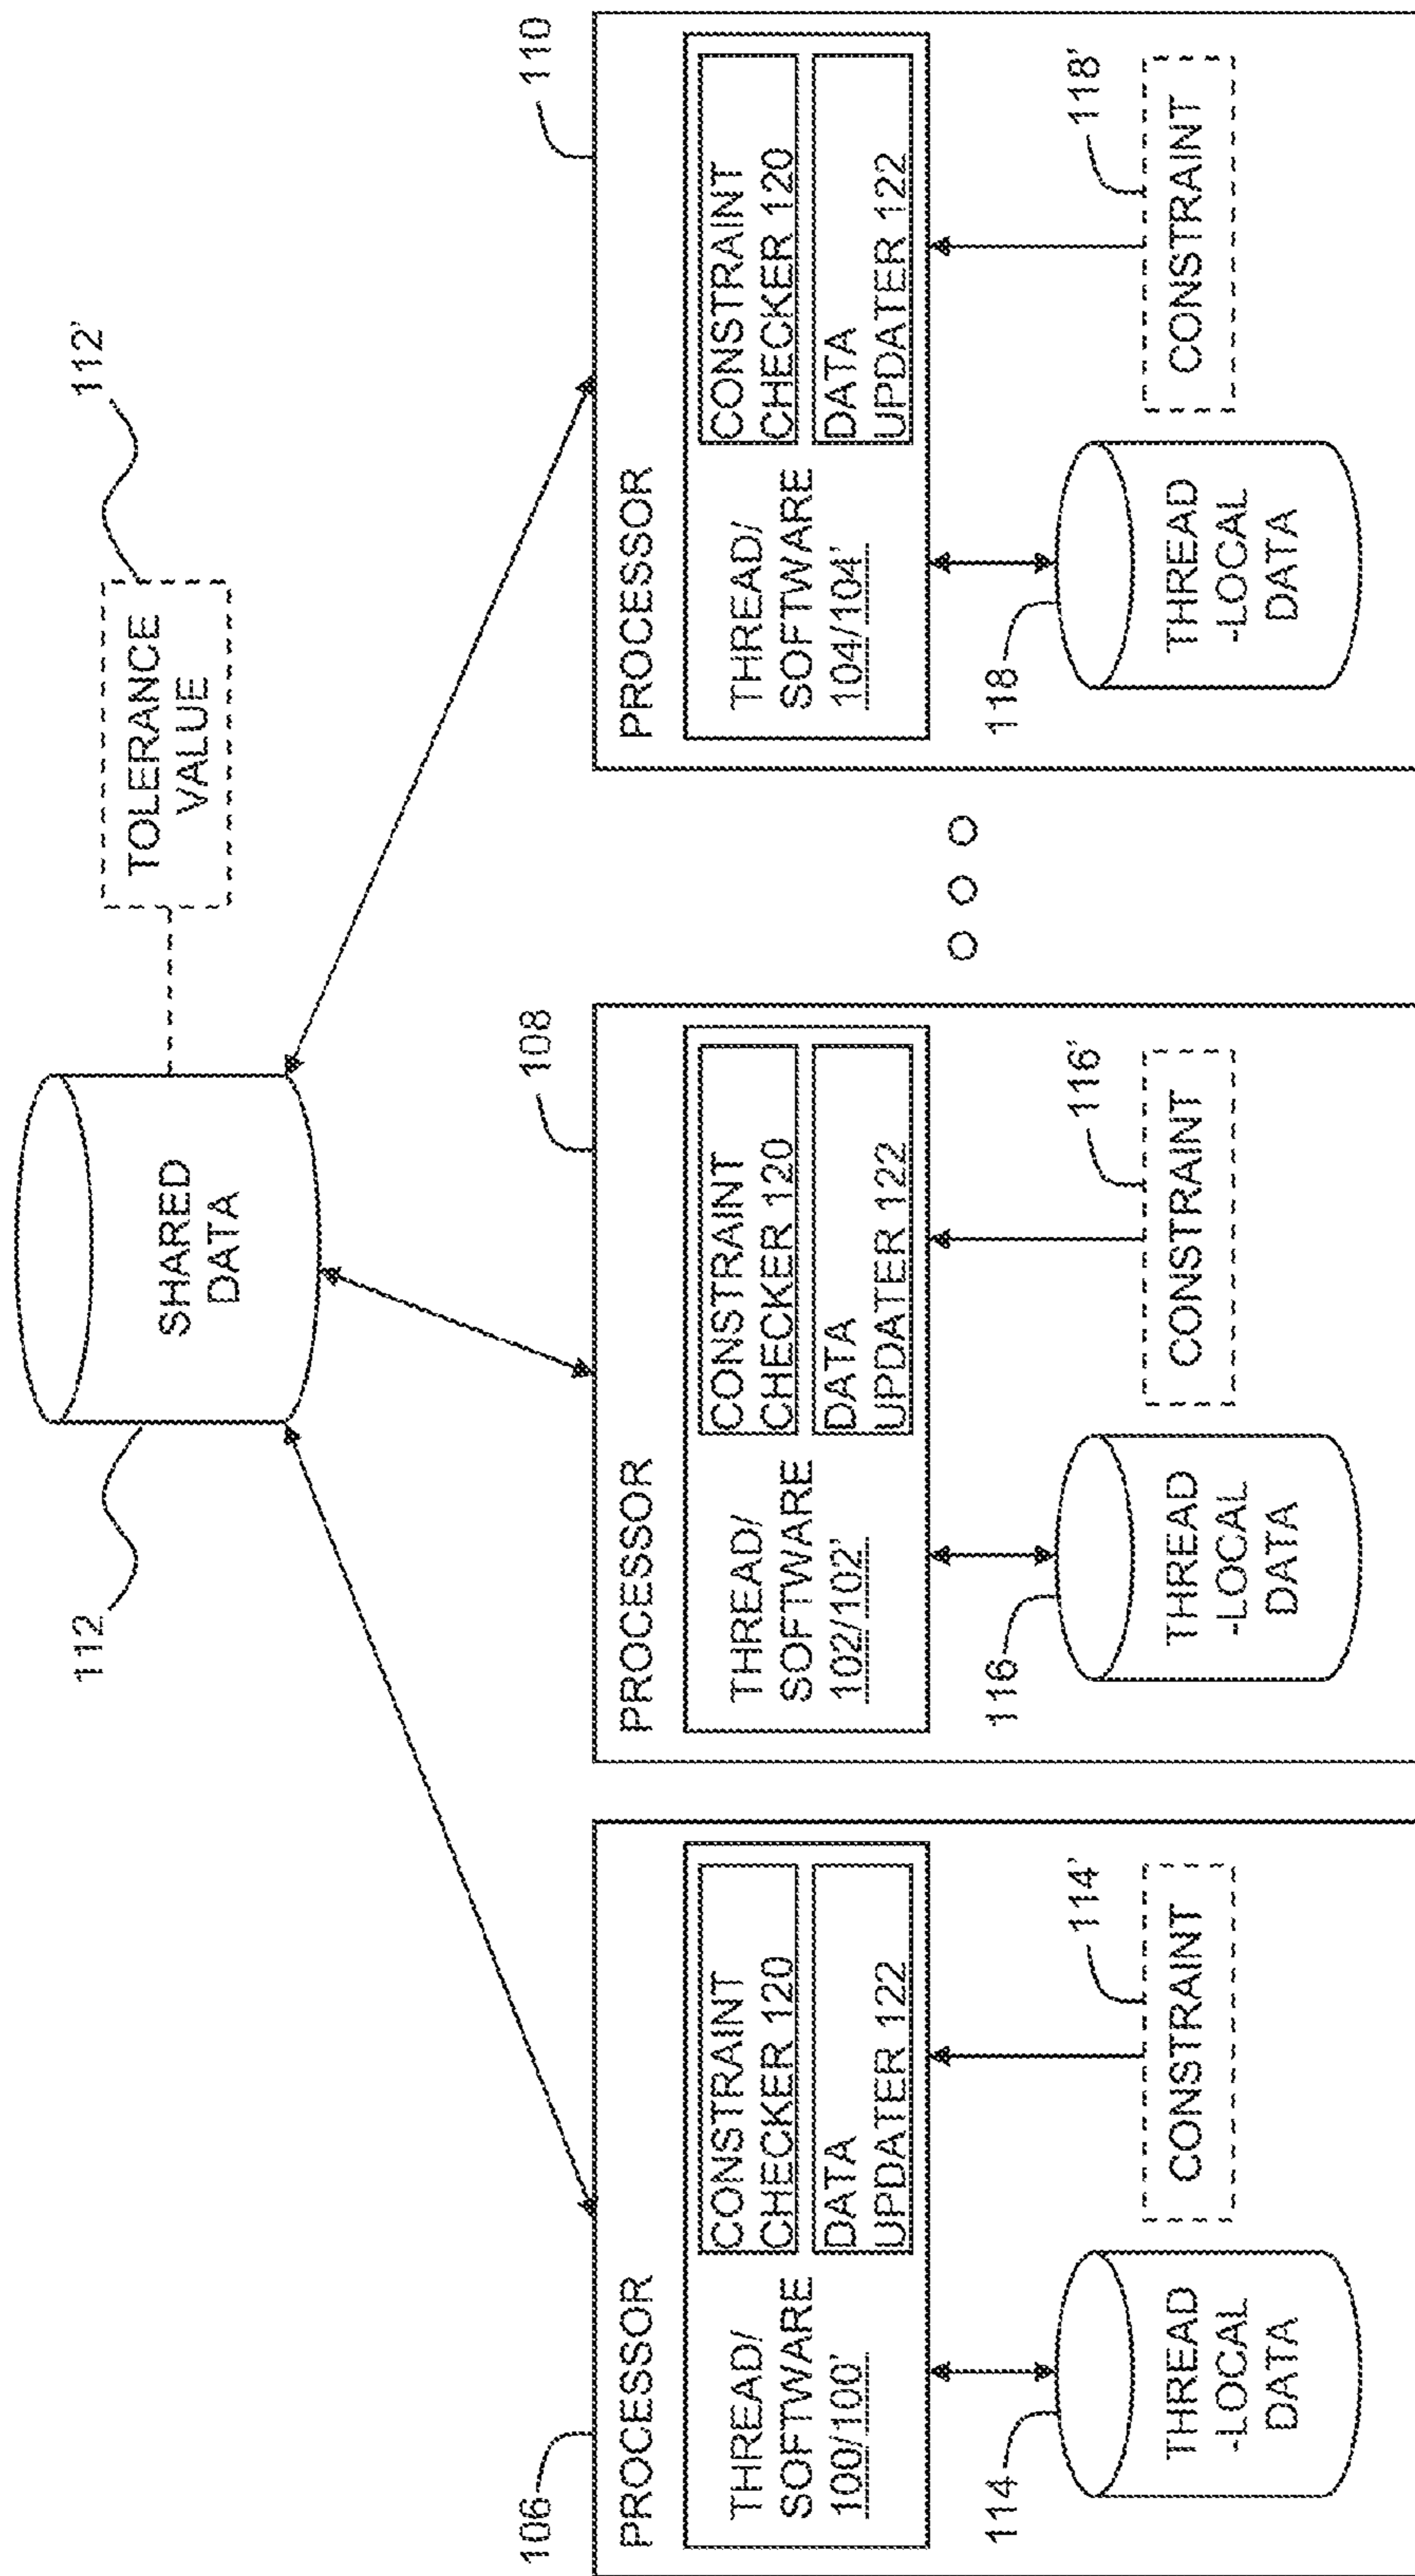 112
SHARED
DATA
TOLERANCE
VALUE
112'
106
PROCESSOR
THREAD/
SOFTWARE
100/100'
CONSTRAINT
CHECKER 120
DATA
UPDATER 122
114
THREAD
-LOCAL
DATA
114'
CONSTRAINT
108
PROCESSOR
THREAD/
SOFTWARE
102/102'
CONSTRAINT
CHECKER 120
DATA
UPDATER 122
116
THREAD
-LOCAL
DATA
116'
CONSTRAINT
110
PROCESSOR
THREAD/
SOFTWARE
104/104'
CONSTRAINT
CHECKER 120
DATA
UPDATER 122
118
THREAD
-LOCAL
DATA
118'
CONSTRAINT